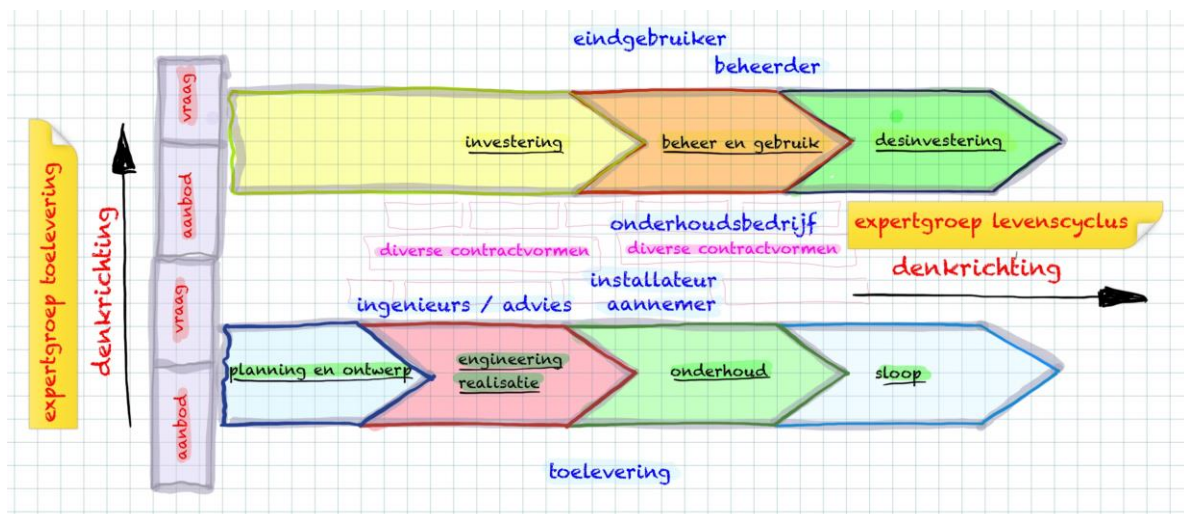 eindgebruiker
beheerder
vraag
aanbod
vraag
aanbod
expertgroep toelevering
denkrichting
investering
beheer en gebruik
desinvestering
onderhoudsbedrijf
diverse contractvormen
diverse contractvormen
expertgroep levenscyclus
denkrichting
installateur
aannemer
ingenieurs / advies
planning en ontwerp
engineering
realisatie
onderhoud
sloop
toelevering